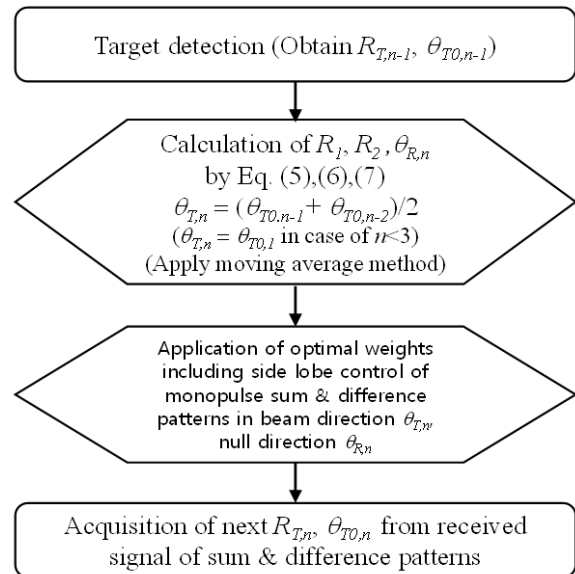 Target detection (Obtain R_{T,n-1}, θ_{T0,n-1})
Calculation of R_1, R_2, θ_{R,n}
by Eq. (5),(6),(7)
θ_{T,n} = (θ_{T0.n-1} + θ_{T0,n-2})/2
(θ_{T,n} = θ_{T0,1} in case of n<3)
(Apply moving average method)
Application of optimal weights
including side lobe control of
monopulse sum & difference
patterns in beam direction θ_{T,n},
null direction θ_{R,n}
Acquisition of next R_{T,n}, θ_{T0,n} from received
signal of sum & difference patterns